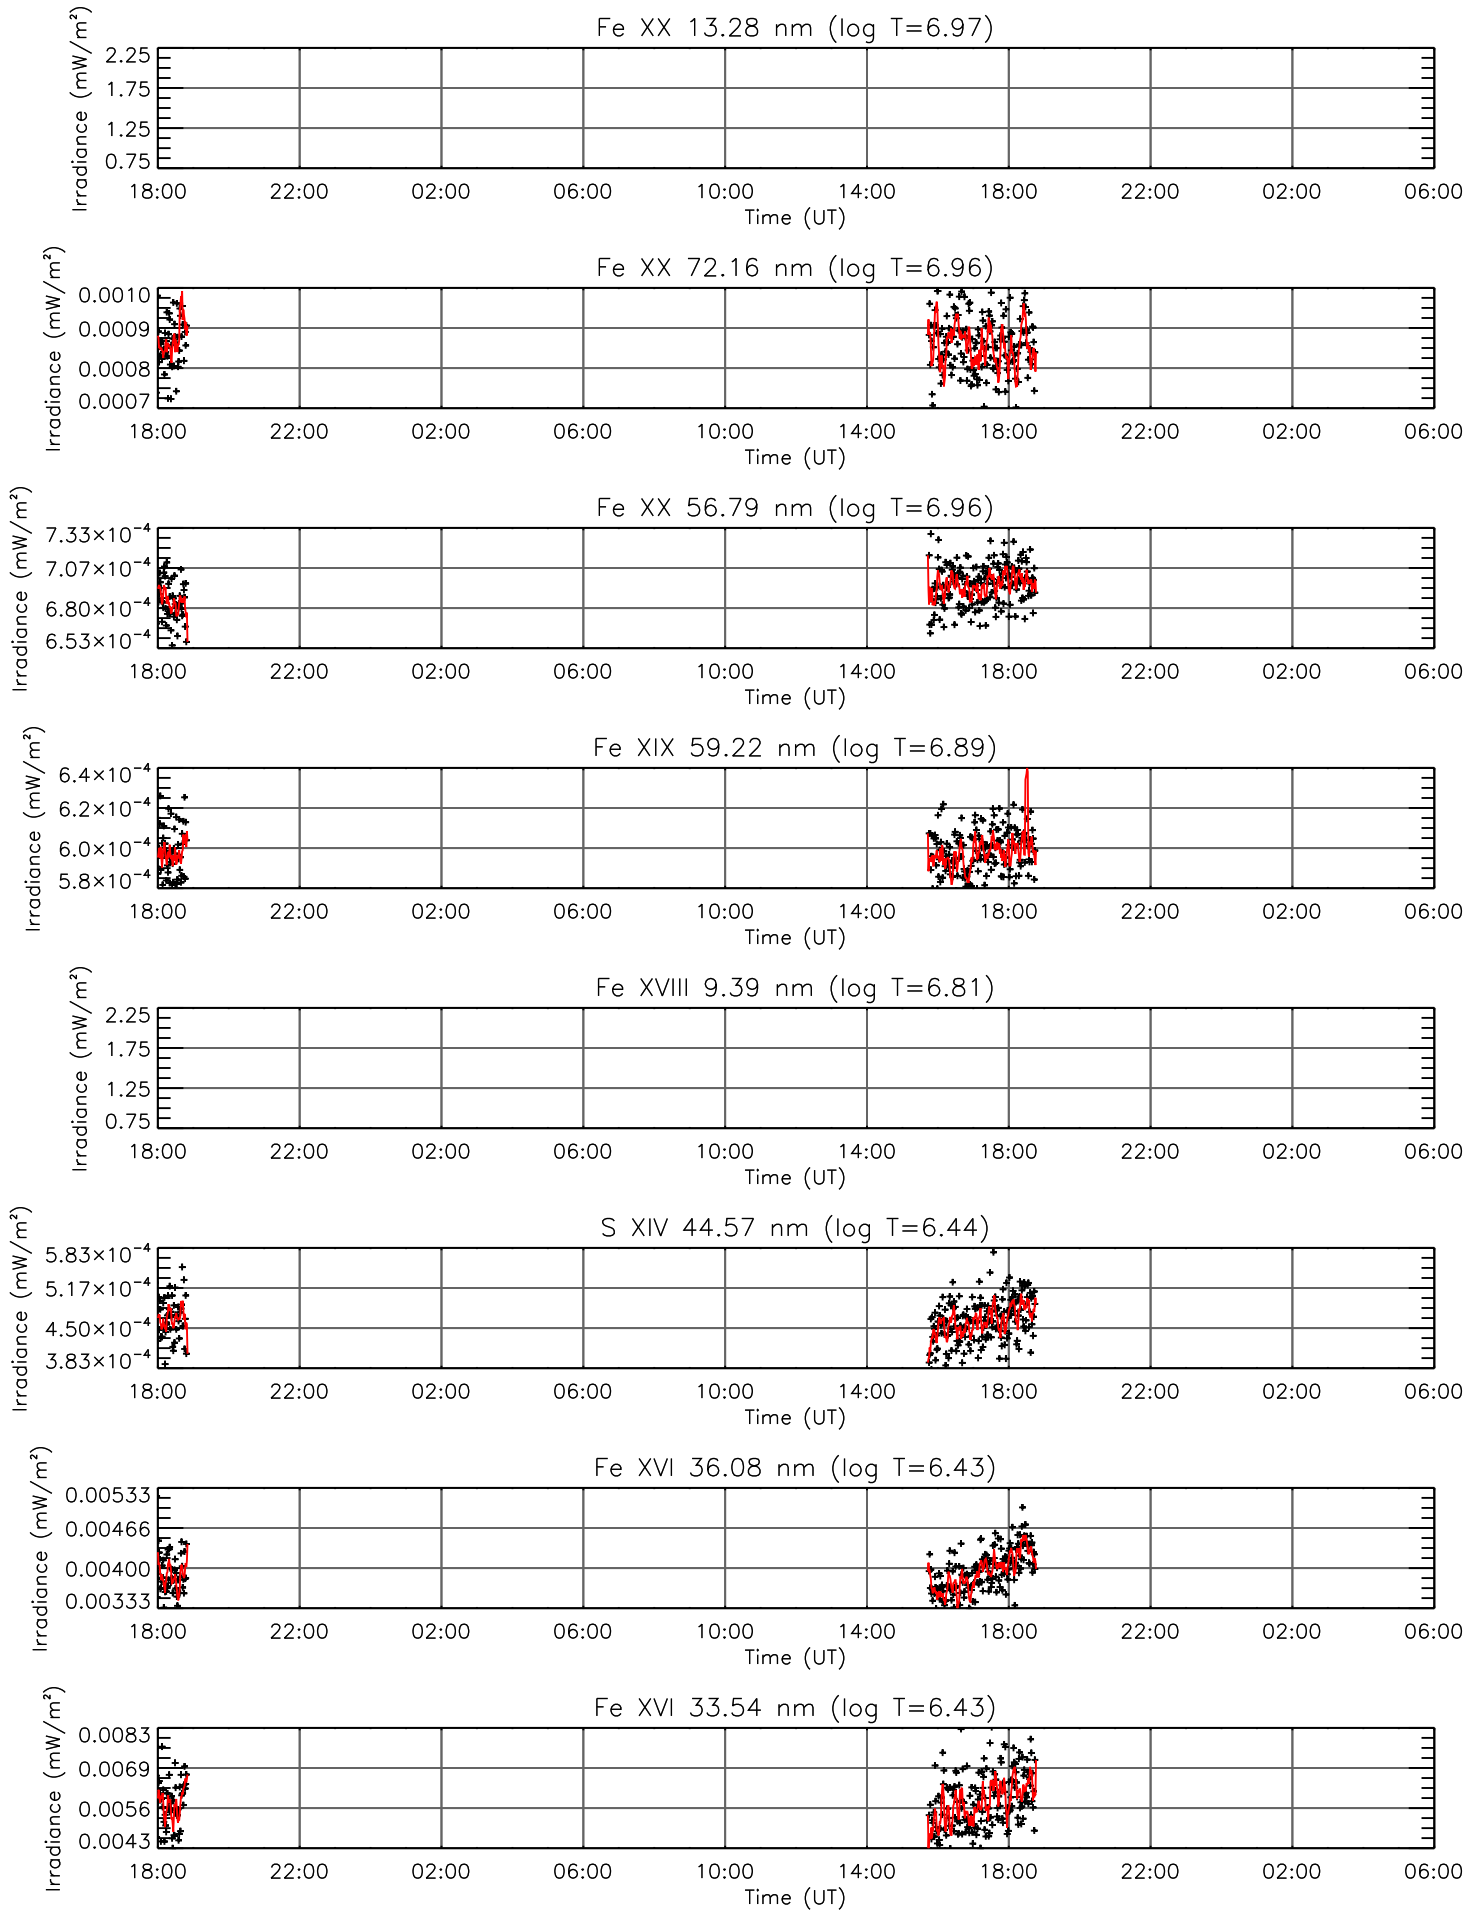 Fe XX 13.28 nm (log T=6.97)
Irradiance (mW/m²)
2.25
1.75
1.25
0.75
18:00 22:00 02:00 06:00 10:00 14:00 18:00 22:00 02:00 06:00
Time (UT)
Fe XX 72.16 nm (log T=6.96)
Irradiance (mW/m²)
0.0010
0.0009
0.0008
0.0007
18:00 22:00 02:00 06:00 10:00 14:00 18:00 22:00 02:00 06:00
Time (UT)
Fe XX 56.79 nm (log T=6.96)
Irradiance (mW/m²)
7.33×10⁻⁴
7.07×10⁻⁴
6.80×10⁻⁴
6.53×10⁻⁴
18:00 22:00 02:00 06:00 10:00 14:00 18:00 22:00 02:00 06:00
Time (UT)
Fe XIX 59.22 nm (log T=6.89)
Irradiance (mW/m²)
6.4×10⁻⁴
6.2×10⁻⁴
6.0×10⁻⁴
5.8×10⁻⁴
18:00 22:00 02:00 06:00 10:00 14:00 18:00 22:00 02:00 06:00
Time (UT)
Fe XVIII 9.39 nm (log T=6.81)
Irradiance (mW/m²)
2.25
1.75
1.25
0.75
18:00 22:00 02:00 06:00 10:00 14:00 18:00 22:00 02:00 06:00
Time (UT)
S XIV 44.57 nm (log T=6.44)
Irradiance (mW/m²)
5.83×10⁻⁴
5.17×10⁻⁴
4.50×10⁻⁴
3.83×10⁻⁴
18:00 22:00 02:00 06:00 10:00 14:00 18:00 22:00 02:00 06:00
Time (UT)
Fe XVI 36.08 nm (log T=6.43)
Irradiance (mW/m²)
0.00533
0.00466
0.00400
0.00333
18:00 22:00 02:00 06:00 10:00 14:00 18:00 22:00 02:00 06:00
Time (UT)
Fe XVI 33.54 nm (log T=6.43)
Irradiance (mW/m²)
0.0083
0.0069
0.0056
0.0043
18:00 22:00 02:00 06:00 10:00 14:00 18:00 22:00 02:00 06:00
Time (UT)